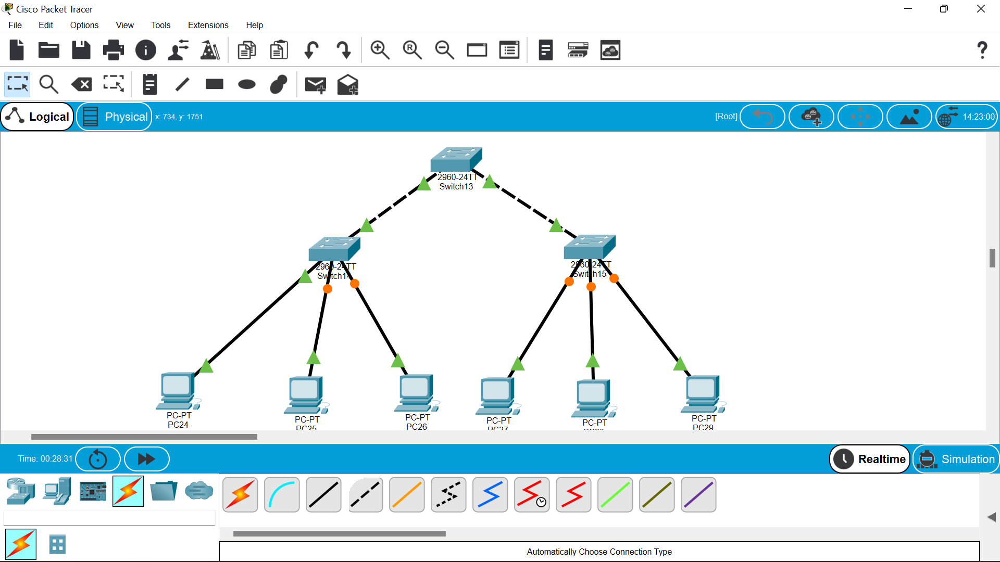 Cisco Packet Tracer
File Edit Options View Tools Extensions Help
Logical Physical x: 734, y: 1751 [Root] 14:23:00
2960-24TT
Switch13
2960-24TT
Switch14
2960-24TT
Switch15
PC-PT
PC24
PC-PT
PC25
PC-PT
PC26
PC-PT
PC27
PC-PT
PC-PT
PC29
Time: 00:28:31 Realtime Simulation
Automatically Choose Connection Type